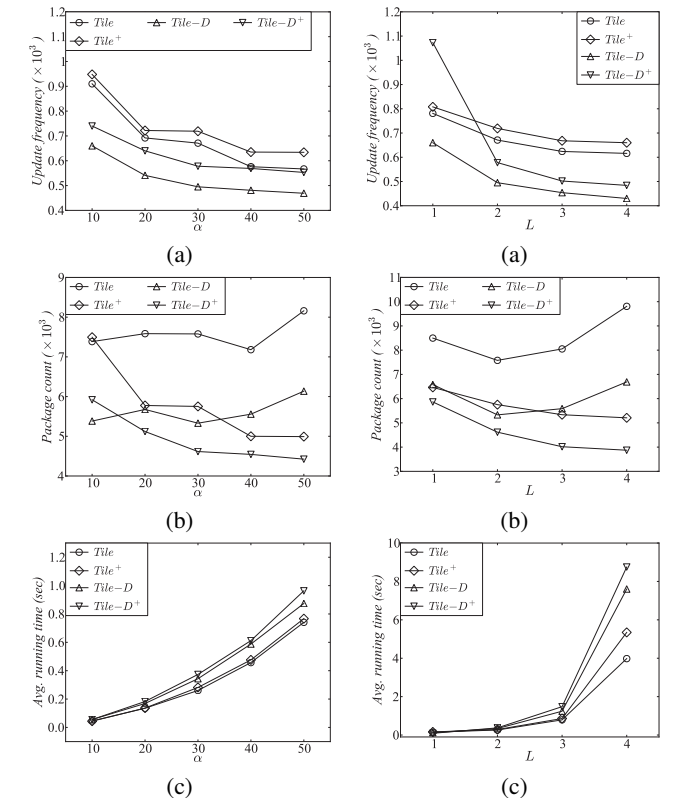 1.2
1.1
1
0.9
0.8
0.7
0.6
0.5
0.4
Update frequency (×10³)
Tile Tile−D Tile−D⁺
Tile⁺
10 20 30 40 50
α
(a)
1.2
1.1
1
0.9
0.8
0.7
0.6
0.5
0.4
Update frequency (×10³)
Tile
Tile⁺
Tile−D
Tile−D⁺
1 2 3 4
L
(a)
9
8
7
6
5
4
Package count (×10³)
Tile Tile−D
Tile⁺ Tile−D⁺
10 20 30 40 50
α
(b)
11
10
9
8
7
6
5
4
3
Package count (×10³)
Tile Tile−D
Tile⁺ Tile−D⁺
1 2 3 4
L
(b)
1.2
1.0
0.8
0.6
0.4
0.2
0.0
Avg. running time (sec)
Tile
Tile⁺
Tile−D
Tile−D⁺
10 20 30 40 50
α
(c)
10
8
6
4
2
0
Avg. running time (sec)
Tile
Tile⁺
Tile−D
Tile−D⁺
1 2 3 4
L
(c)